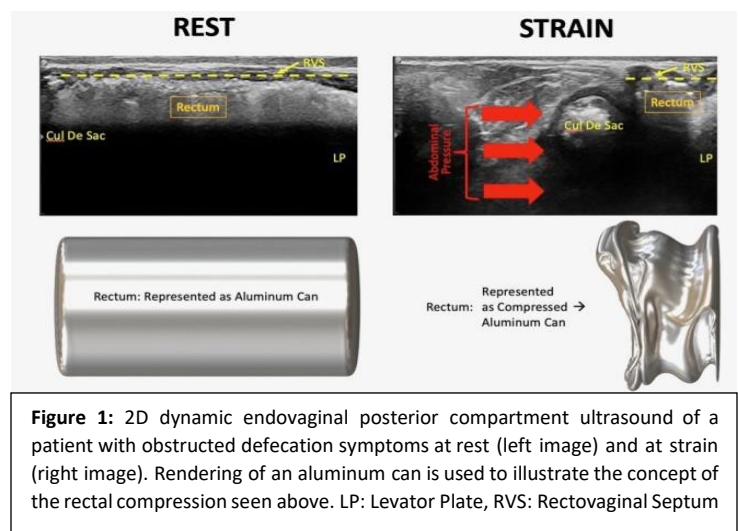 REST
STRAIN
RVS
Rectum
Cul De Sac
LP
RVS
Rectum
Cul De Sac
LP
Abdominal
Pressure
Rectum: Represented as Aluminum Can
Represented
Rectum: as Compressed →
Aluminum Can
Figure 1: 2D dynamic endovaginal posterior compartment ultrasound of a
patient with obstructed defecation symptoms at rest (left image) and at strain
(right image). Rendering of an aluminum can is used to illustrate the concept of
the rectal compression seen above. LP: Levator Plate, RVS: Rectovaginal Septum